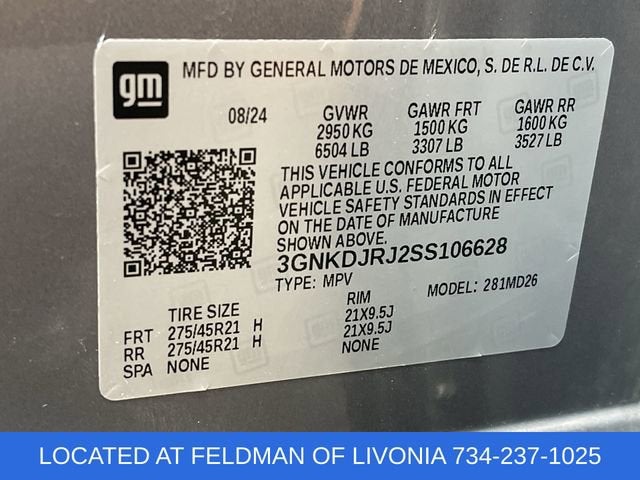 gm
MFD BY GENERAL MOTORS DE MEXICO, S. DE R.L. DE C.V.
08/24 GVWR GAWR FRT GAWR RR
2950 KG 1500 KG 1600 KG
6504 LB 3307 LB 3527 LB
THIS VEHICLE CONFORMS TO ALL
APPLICABLE U.S. FEDERAL MOTOR
VEHICLE SAFETY STANDARDS IN EFFECT
ON THE DATE OF MANUFACTURE
SHOWN ABOVE.
3GNKDJRJ2SS106628
TYPE: MPV MODEL: 281MD26
TIRE SIZE RIM
FRT 275/45R21 H 21X9.5J
RR 275/45R21 H 21X9.5J
SPA NONE NONE
LOCATED AT FELDMAN OF LIVONIA 734-237-1025